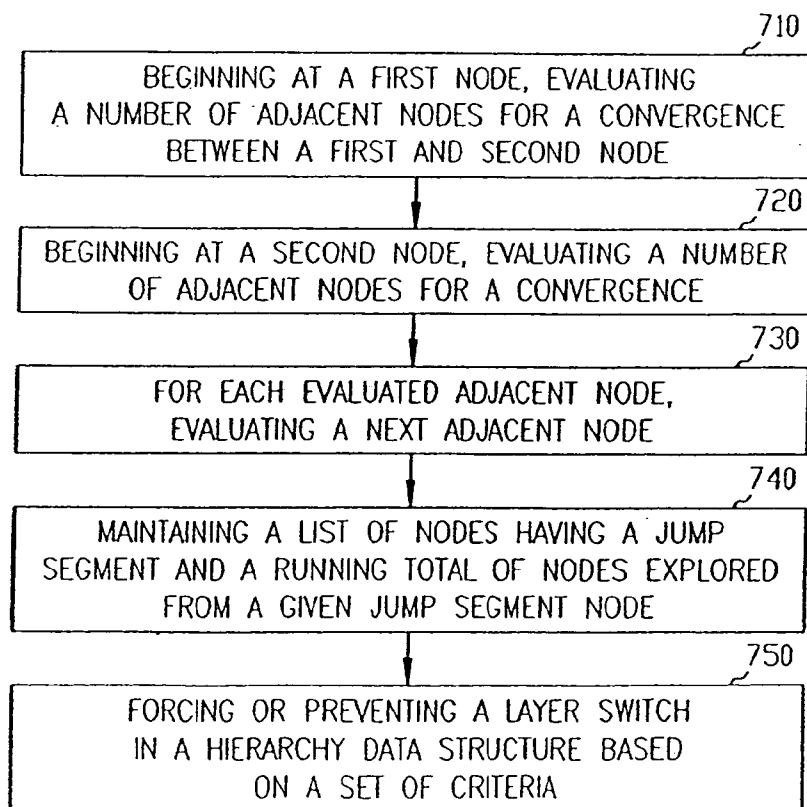 710
BEGINNING AT A FIRST NODE, EVALUATING
A NUMBER OF ADJACENT NODES FOR A CONVERGENCE
BETWEEN A FIRST AND SECOND NODE
720
BEGINNING AT A SECOND NODE, EVALUATING A NUMBER
OF ADJACENT NODES FOR A CONVERGENCE
730
FOR EACH EVALUATED ADJACENT NODE,
EVALUATING A NEXT ADJACENT NODE
740
MAINTAINING A LIST OF NODES HAVING A JUMP
SEGMENT AND A RUNNING TOTAL OF NODES EXPLORED
FROM A GIVEN JUMP SEGMENT NODE
750
FORCING OR PREVENTING A LAYER SWITCH
IN A HIERARCHY DATA STRUCTURE BASED
ON A SET OF CRITERIA